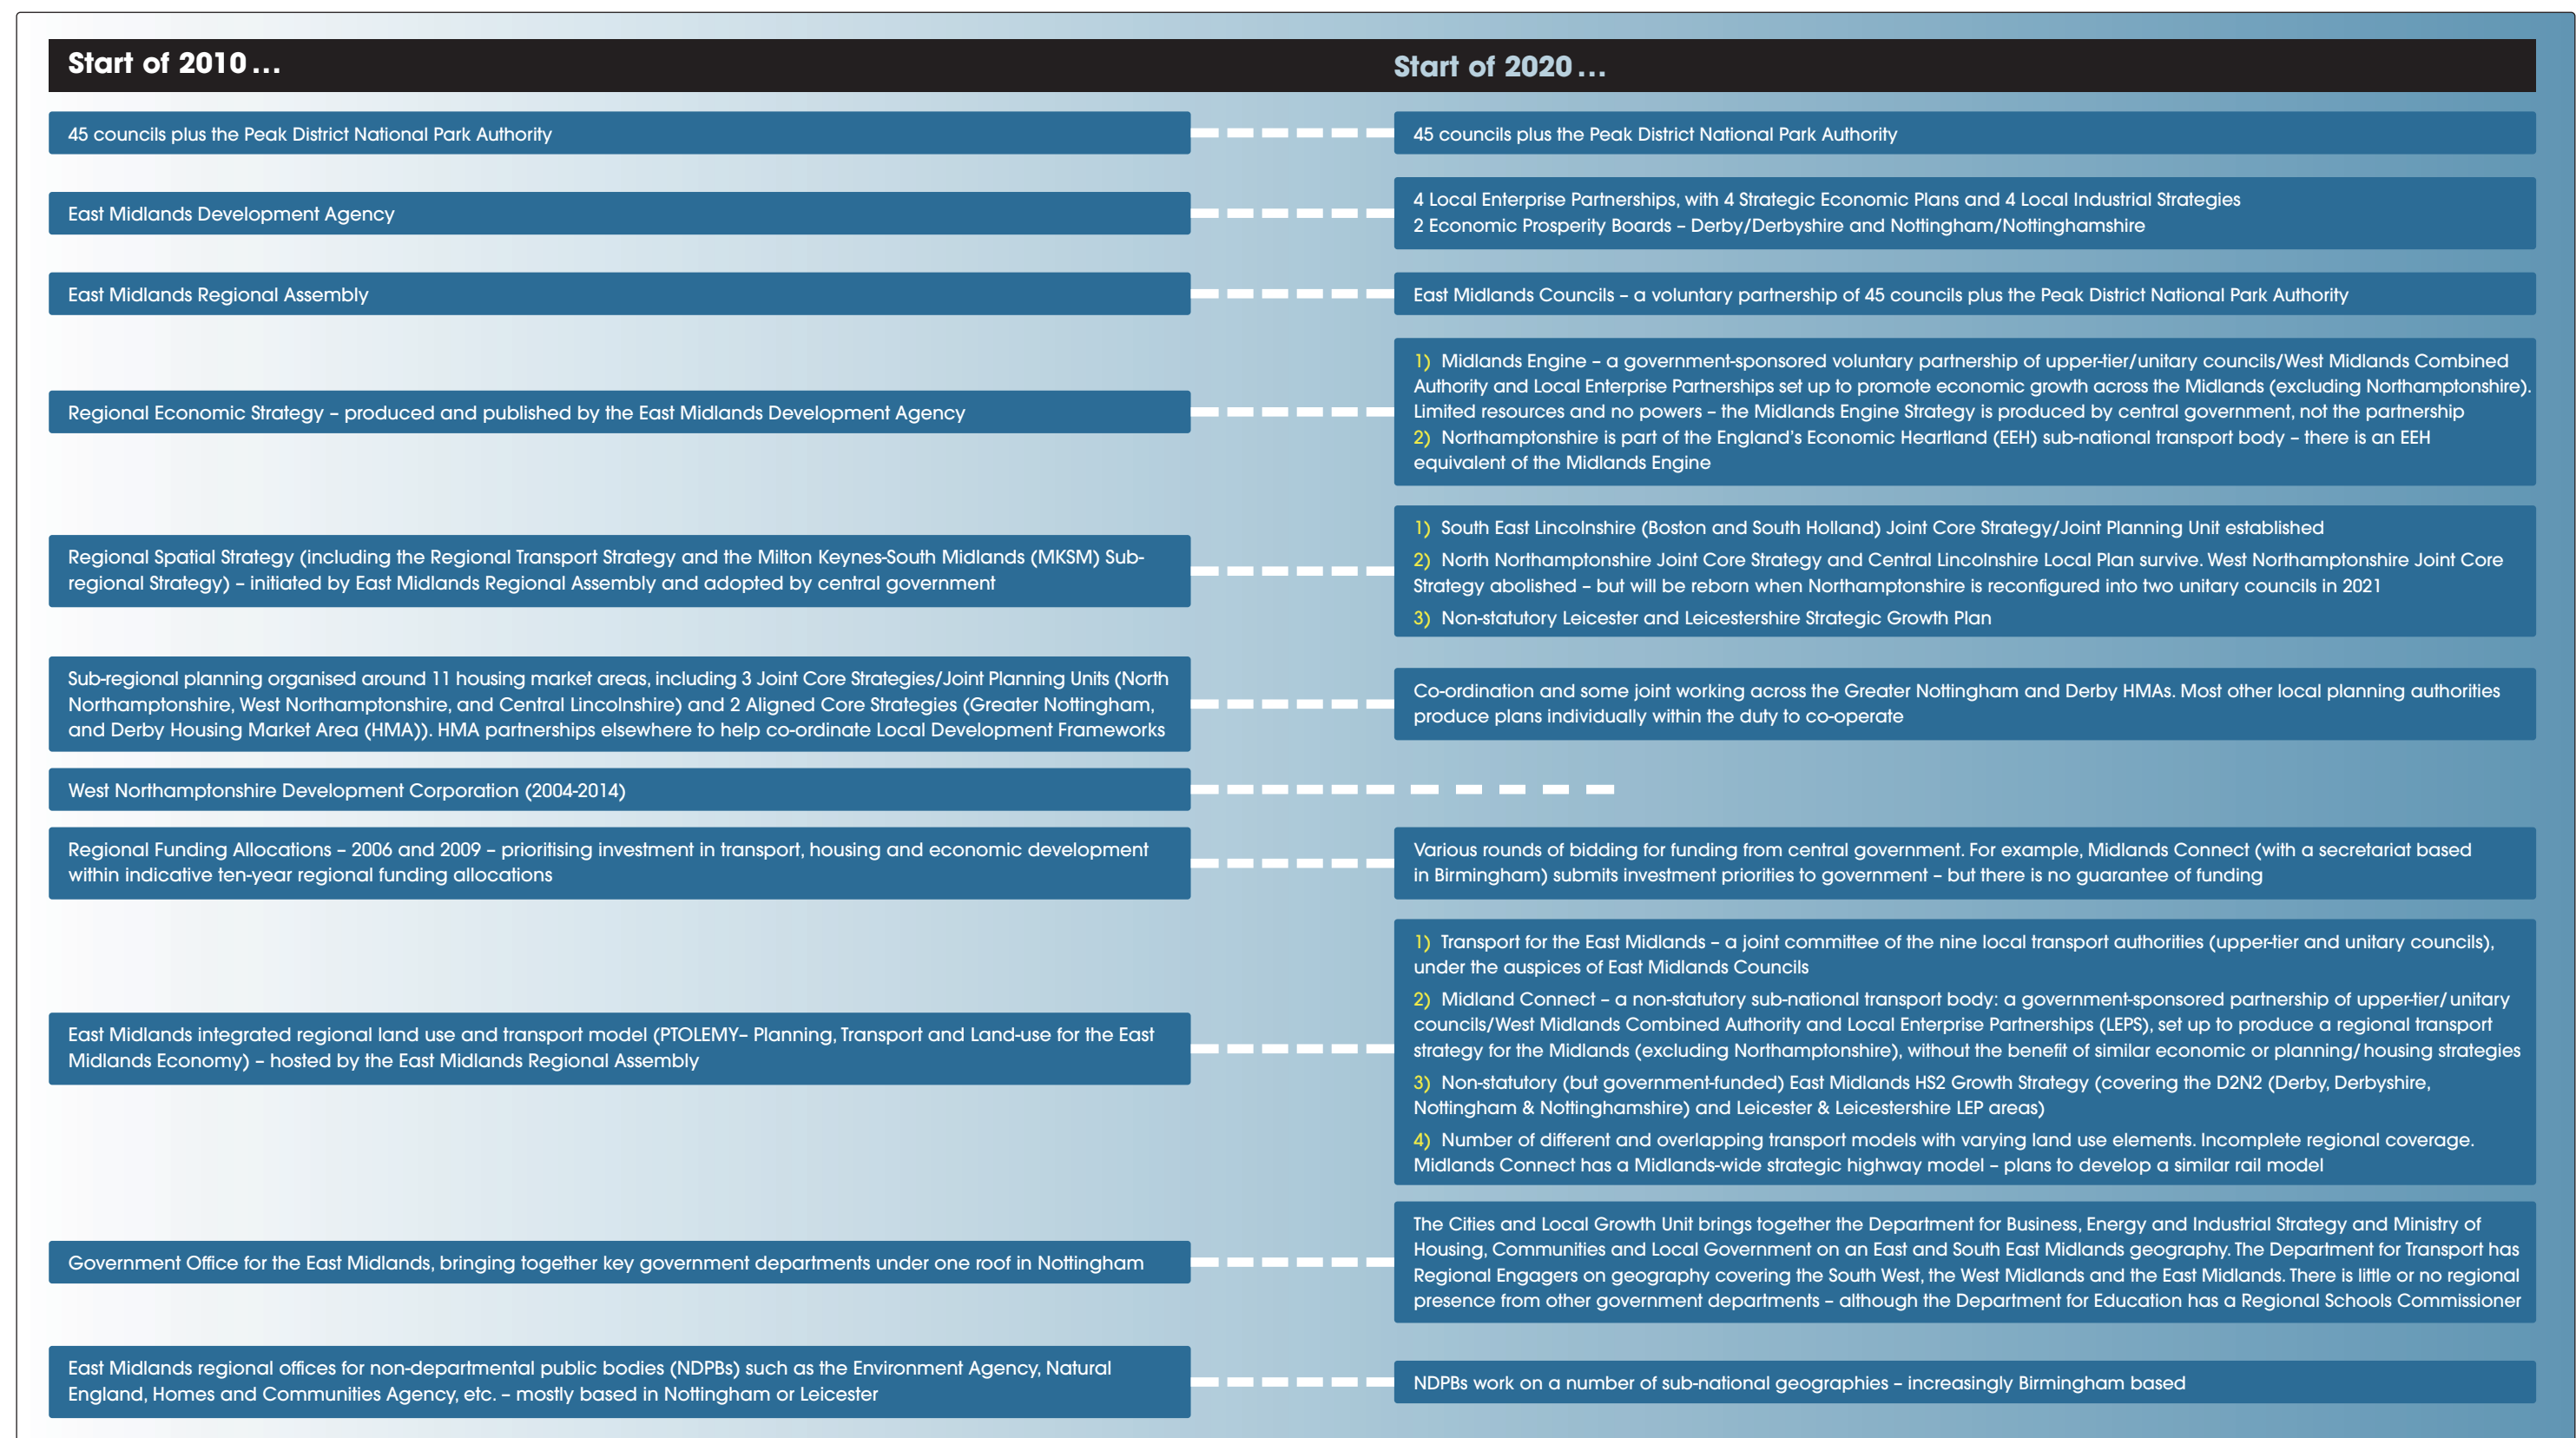 Start of 2010...
Start of 2020...
45 councils plus the Peak District National Park Authority
45 councils plus the Peak District National Park Authority
East Midlands Development Agency
4 Local Enterprise Partnerships, with 4 Strategic Economic Plans and 4 Local Industrial Strategies
2 Economic Prosperity Boards – Derby/Derbyshire and Nottingham/Nottinghamshire
East Midlands Regional Assembly
East Midlands Councils – a voluntary partnership of 45 councils plus the Peak District National Park Authority
Regional Economic Strategy – produced and published by the East Midlands Development Agency
1) Midlands Engine – a government-sponsored voluntary partnership of upper-tier/unitary councils/West Midlands Combined
Authority and Local Enterprise Partnerships set up to promote economic growth across the Midlands (excluding Northamptonshire).
Limited resources and no powers – the Midlands Engine Strategy is produced by central government, not the partnership
2) Northamptonshire is part of the England's Economic Heartland (EEH) sub-national transport body – there is an EEH
equivalent of the Midlands Engine
Regional Spatial Strategy (including the Regional Transport Strategy and the Milton Keynes-South Midlands (MKSM) Sub-
regional Strategy) – initiated by East Midlands Regional Assembly and adopted by central government
1) South East Lincolnshire (Boston and South Holland) Joint Core Strategy/Joint Planning Unit established
2) North Northamptonshire Joint Core Strategy and Central Lincolnshire Local Plan survive. West Northamptonshire Joint Core
Strategy abolished – but will be reborn when Northamptonshire is reconfigured into two unitary councils in 2021
3) Non-statutory Leicester and Leicestershire Strategic Growth Plan
Sub-regional planning organised around 11 housing market areas, including 3 Joint Core Strategies/Joint Planning Units (North
Northamptonshire, West Northamptonshire, and Central Lincolnshire) and 2 Aligned Core Strategies (Greater Nottingham,
and Derby Housing Market Area (HMA)). HMA partnerships elsewhere to help co-ordinate Local Development Frameworks
Co-ordination and some joint working across the Greater Nottingham and Derby HMAs. Most other local planning authorities
produce plans individually within the duty to co-operate
West Northamptonshire Development Corporation (2004-2014)
Regional Funding Allocations – 2006 and 2009 – prioritising investment in transport, housing and economic development
within indicative ten-year regional funding allocations
Various rounds of bidding for funding from central government. For example, Midlands Connect (with a secretariat based
in Birmingham) submits investment priorities to government – but there is no guarantee of funding
East Midlands integrated regional land use and transport model (PTOLEMY– Planning, Transport and Land-use for the East
Midlands Economy) – hosted by the East Midlands Regional Assembly
1) Transport for the East Midlands – a joint committee of the nine local transport authorities (upper-tier and unitary councils),
under the auspices of East Midlands Councils
2) Midland Connect – a non-statutory sub-national transport body: a government-sponsored partnership of upper-tier/unitary
councils/West Midlands Combined Authority and Local Enterprise Partnerships (LEPS), set up to produce a regional transport
strategy for the Midlands (excluding Northamptonshire), without the benefit of similar economic or planning/housing strategies
3) Non-statutory (but government-funded) East Midlands HS2 Growth Strategy (covering the D2N2 (Derby, Derbyshire,
Nottingham & Nottinghamshire) and Leicester & Leicestershire LEP areas)
4) Number of different and overlapping transport models with varying land use elements. Incomplete regional coverage.
Midlands Connect has a Midlands-wide strategic highway model – plans to develop a similar rail model
Government Office for the East Midlands, bringing together key government departments under one roof in Nottingham
The Cities and Local Growth Unit brings together the Department for Business, Energy and Industrial Strategy and Ministry of
Housing, Communities and Local Government on an East and South East Midlands geography. The Department for Transport has
Regional Engagers on geography covering the South West, the West Midlands and the East Midlands. There is little or no regional
presence from other government departments – although the Department for Education has a Regional Schools Commissioner
East Midlands regional offices for non-departmental public bodies (NDPBs) such as the Environment Agency, Natural
England, Homes and Communities Agency, etc. – mostly based in Nottingham or Leicester
NDPBs work on a number of sub-national geographies – increasingly Birmingham based